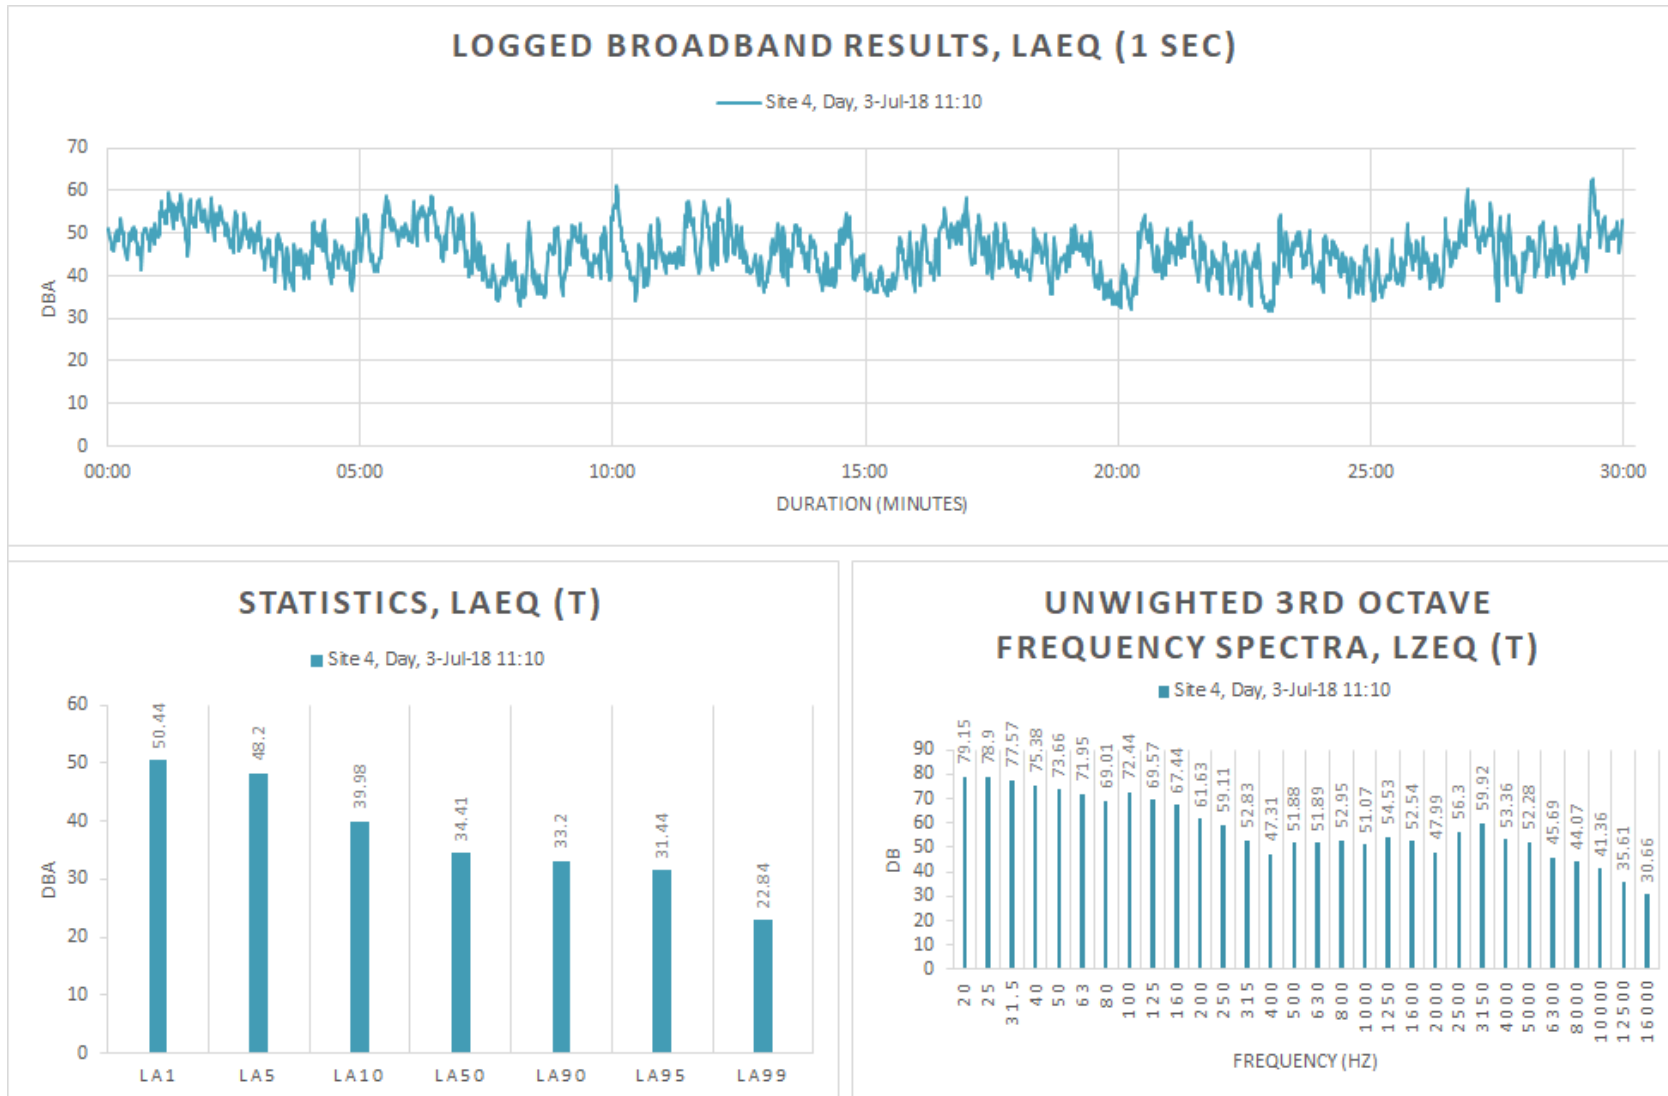 LOGGED BROADBAND RESULTS, LAEQ (1 SEC)
Site 4, Day, 3-Jul-18 11:10
70
60
50
40
30
20
10
0
DBA
00:00 05:00 10:00 15:00 20:00 25:00 30:00
DURATION (MINUTES)
STATISTICS, LAEQ (T)
Site 4, Day, 3-Jul-18 11:10
60
50
40
30
20
10
0
DBA
50.44 48.2 39.98 34.41 33.2 31.44 22.84
LA1 LA5 LA10 LA50 LA90 LA95 LA99
UNWIGHTED 3RD OCTAVE
FREQUENCY SPECTRA, LZEQ (T)
Site 4, Day, 3-Jul-18 11:10
90
80
70
60
50
40
30
20
10
0
DB
79.15 78.9 77.57 75.38 73.66 71.95 69.01 72.44 69.57 67.44 61.63 59.11 52.83 47.31 51.88 51.89 52.95 51.07 54.53 52.54 47.99 56.3 59.92 53.36 52.28 45.69 44.07 41.36 35.61 30.66
20 25 31.5 40 50 63 80 100 125 160 200 250 315 400 500 630 800 1000 1250 1600 2000 2500 3150 4000 5000 6300 8000 10000 12500 16000
FREQUENCY (HZ)